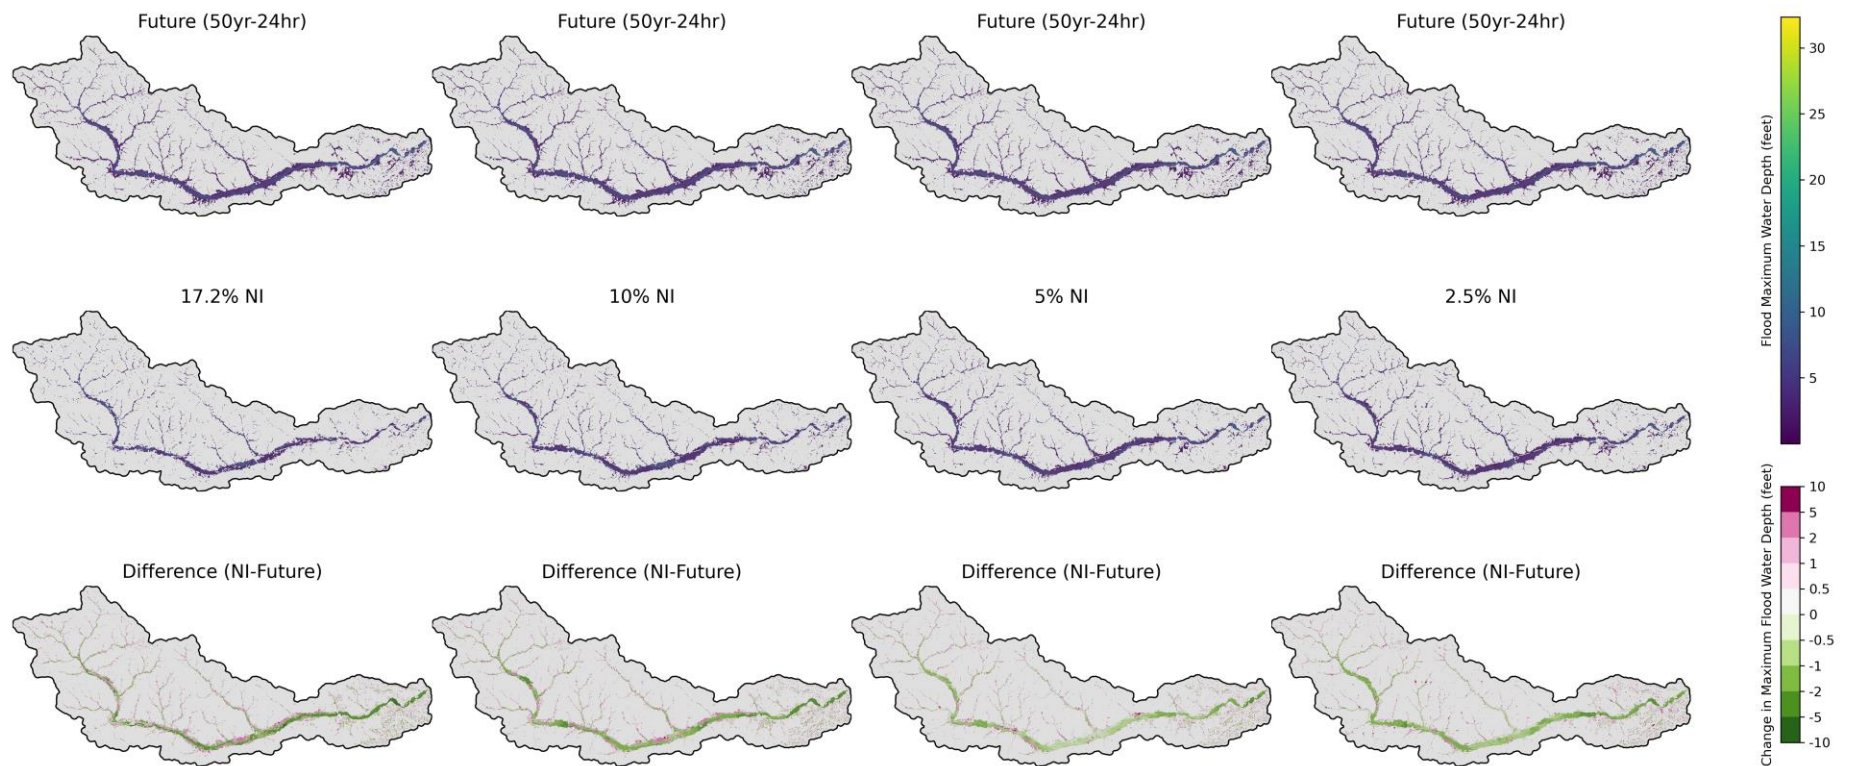 Future (50yr-24hr)
Future (50yr-24hr)
Future (50yr-24hr)
Future (50yr-24hr)
17.2% NI
10% NI
5% NI
2.5% NI
Difference (NI-Future)
Difference (NI-Future)
Difference (NI-Future)
Difference (NI-Future)
Flood Maximum Water Depth (feet)
30
25
20
15
10
5
Change in Maximum Flood Water Depth (feet)
10
5
2
1
0.5
0
-0.5
-1
-2
-5
-10